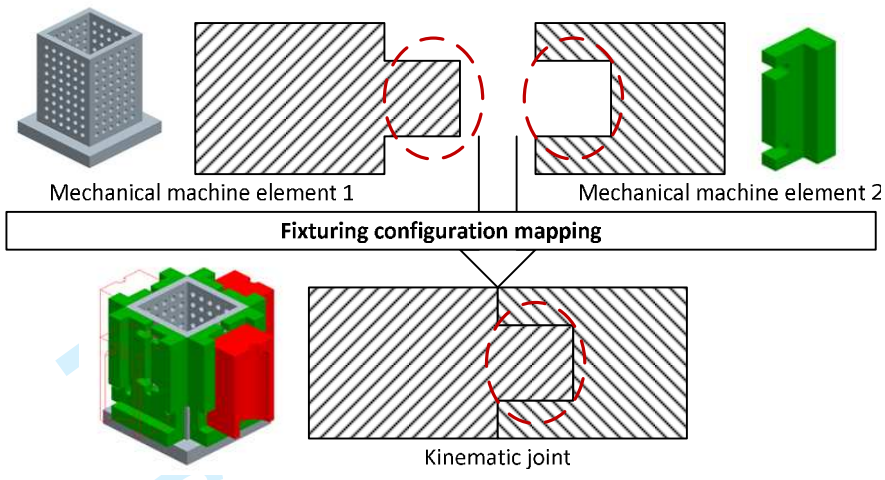 Mechanical machine element 1
Mechanical machine element 2
Fixturing configuration mapping
Kinematic joint